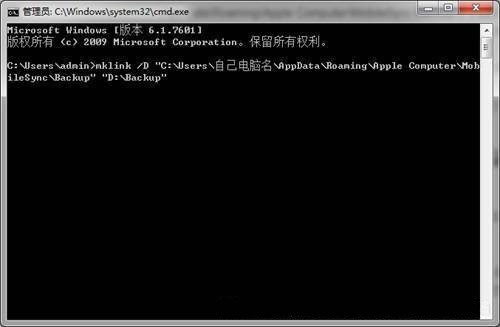 管理员: C:\Windows\system32\cmd.exe
Microsoft Windows [版本 6.1.7601]
版权所有 (c) 2009 Microsoft Corporation。保留所有权利。
C:\Users\admin>mklink /D "C:\Users\自己电脑名\AppData\Roaming\Apple Computer\Mob
ileSync\Backup" "D:\Backup"